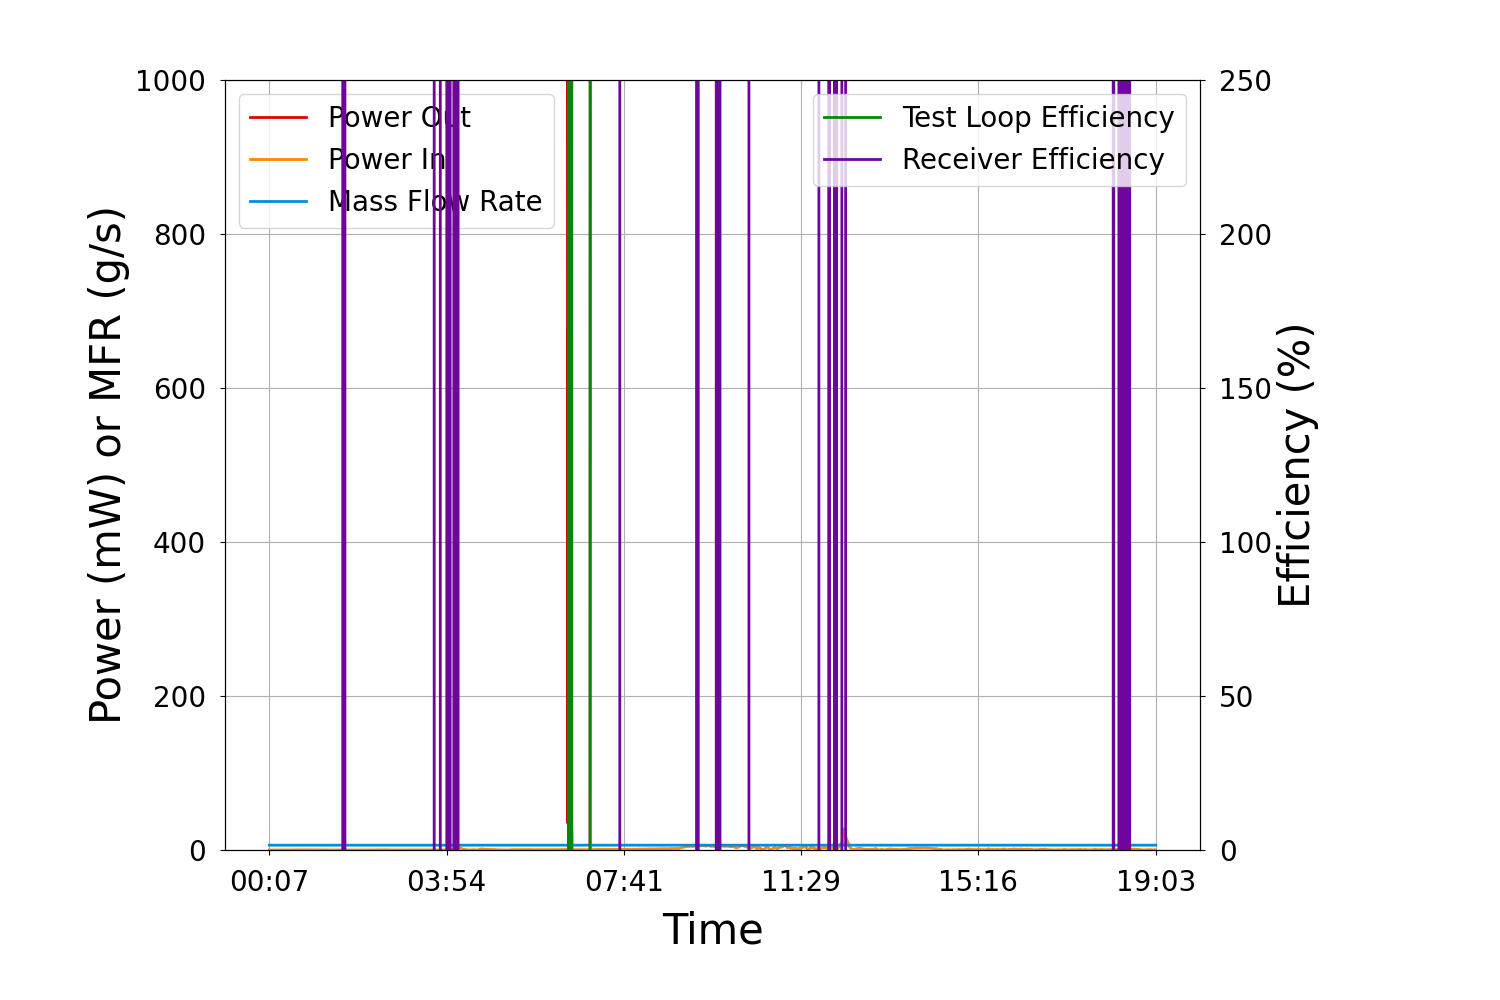 1000
800
600
400
200
0
Power (mW) or MFR (g/s)
Power Out
Power In
Mass Flow Rate
Test Loop Efficiency
Receiver Efficiency
250
200
150
100
50
0
Efficiency (%)
00:07 03:54 07:41 11:29 15:16 19:03
Time